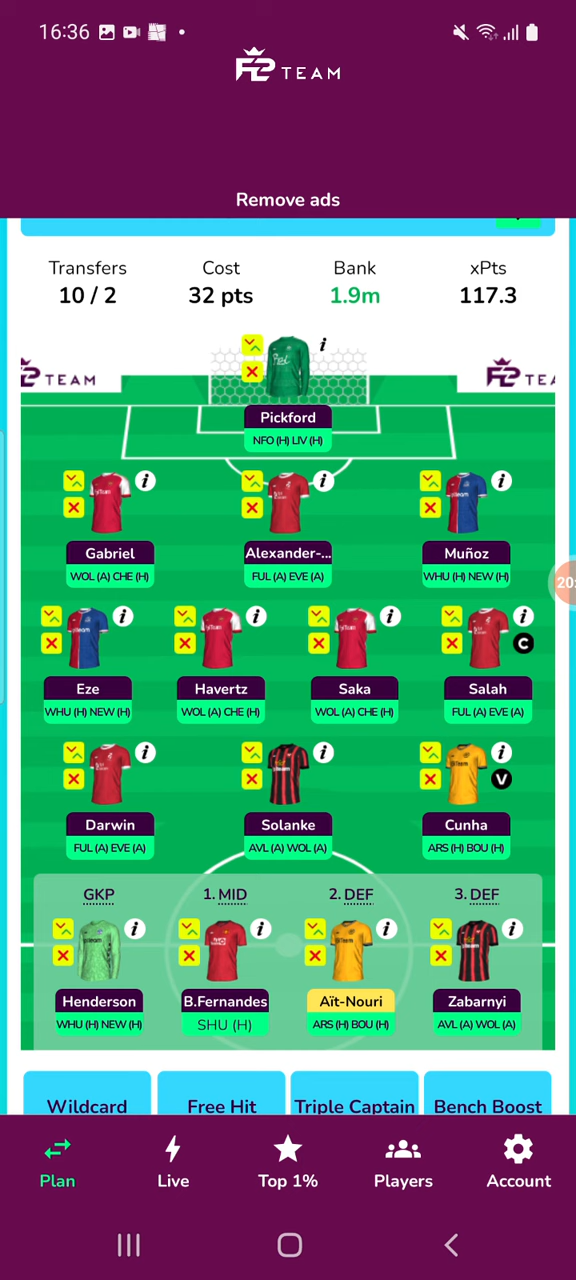 16:36
F2 TEAM
Remove ads
Transfers Cost Bank xPts
10 / 2 32 pts 1.9m 117.3
TEAM
Pickford
NFO (H) LIV (H)
Gabriel Alexander-... Muñoz
WOL (A) CHE (H) FUL (A) EVE (A) WHU (H) NEW (H)
C
Eze Havertz Saka Salah
WHU (H) NEW (H) WOL (A) CHE (H) WOL (A) CHE (H) FUL (A) EVE (A)
V
Darwin Solanke Cunha
FUL (A) EVE (A) AVL (A) WOL (A) ARS (H) BOU (H)
GKP 1. MID 2. DEF 3. DEF
Henderson B.Fernandes Aït-Nouri Zabarnyi
WHU (H) NEW (H) SHU (H) ARS (H) BOU (H) AVL (A) WOL (A)
Wildcard Free Hit Triple Captain Bench Boost
Plan Live Top 1% Players Account